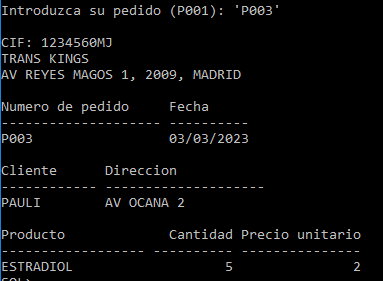 Introduzca su pedido (P001): 'P003'
CIF: 1234560MJ
TRANS KINGS
AV REYES MAGOS 1, 2009, MADRID
Numero de pedido Fecha
-------------------- ----------
P003 03/03/2023
Cliente Direccion
------------ --------------------
PAULI AV OCANA 2
Producto Cantidad Precio unitario
------------------ ---------- ---------------
ESTRADIOL 5 2